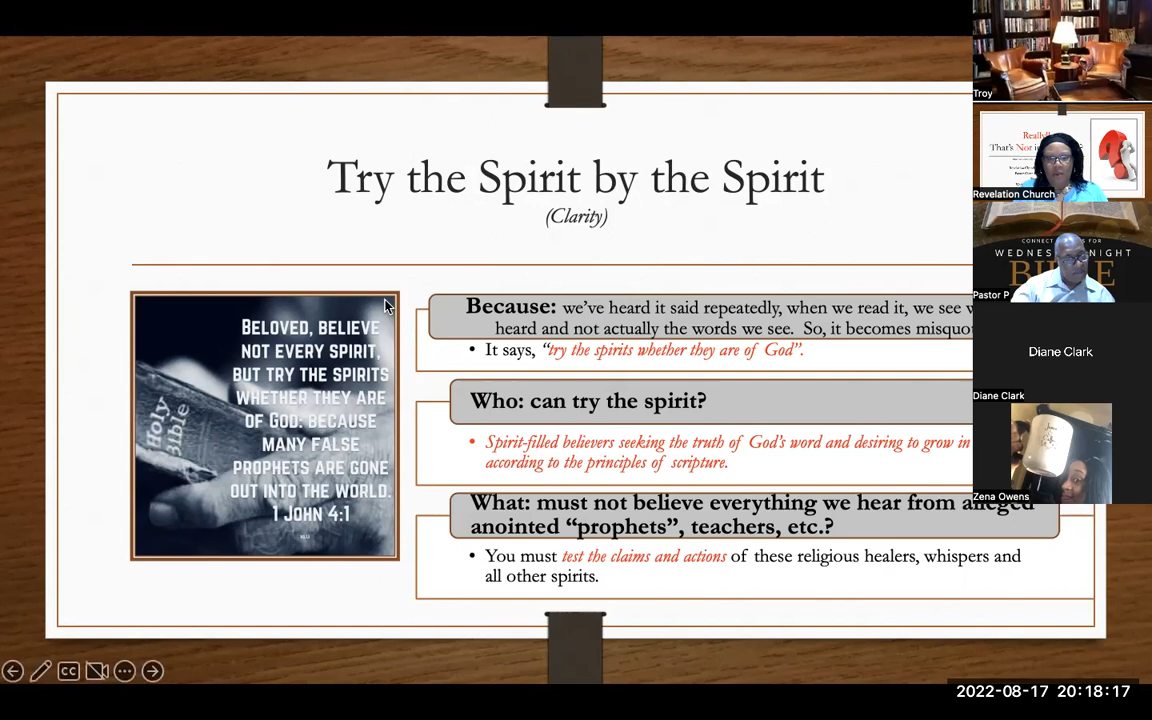 Try the Spirit by the Spirit
(Clarity)
BELOVED, BELIEVE
NOT EVERY SPIRIT,
BUT TRY THE SPIRITS
WHETHER THEY ARE
OF GOD: BECAUSE
MANY FALSE
PROPHETS ARE GONE
OUT INTO THE WORLD.
1 JOHN 4:1
Holy
Bible
Because: we’ve heard it said repeatedly, when we read it, we see
heard and not actually the words we see. So, it becomes
• It says, “try the spirits whether they are of God”.
Who: can try the spirit?
• Spirit-filled believers seeking the truth of God’s word and desiring to grow in
according to the principles of scripture.
What: must not believe everything we hear from alleged
anointed “prophets”, teachers, etc.?
• You must test the claims and actions of these religious healers, whispers and
all other spirits.
Troy
Really
That’s Not
Revelation Church
WEDNES NIGHT
Pastor P
Diane Clark
Diane Clark
Zena Owens
CC
2022-08-17 20:18:17